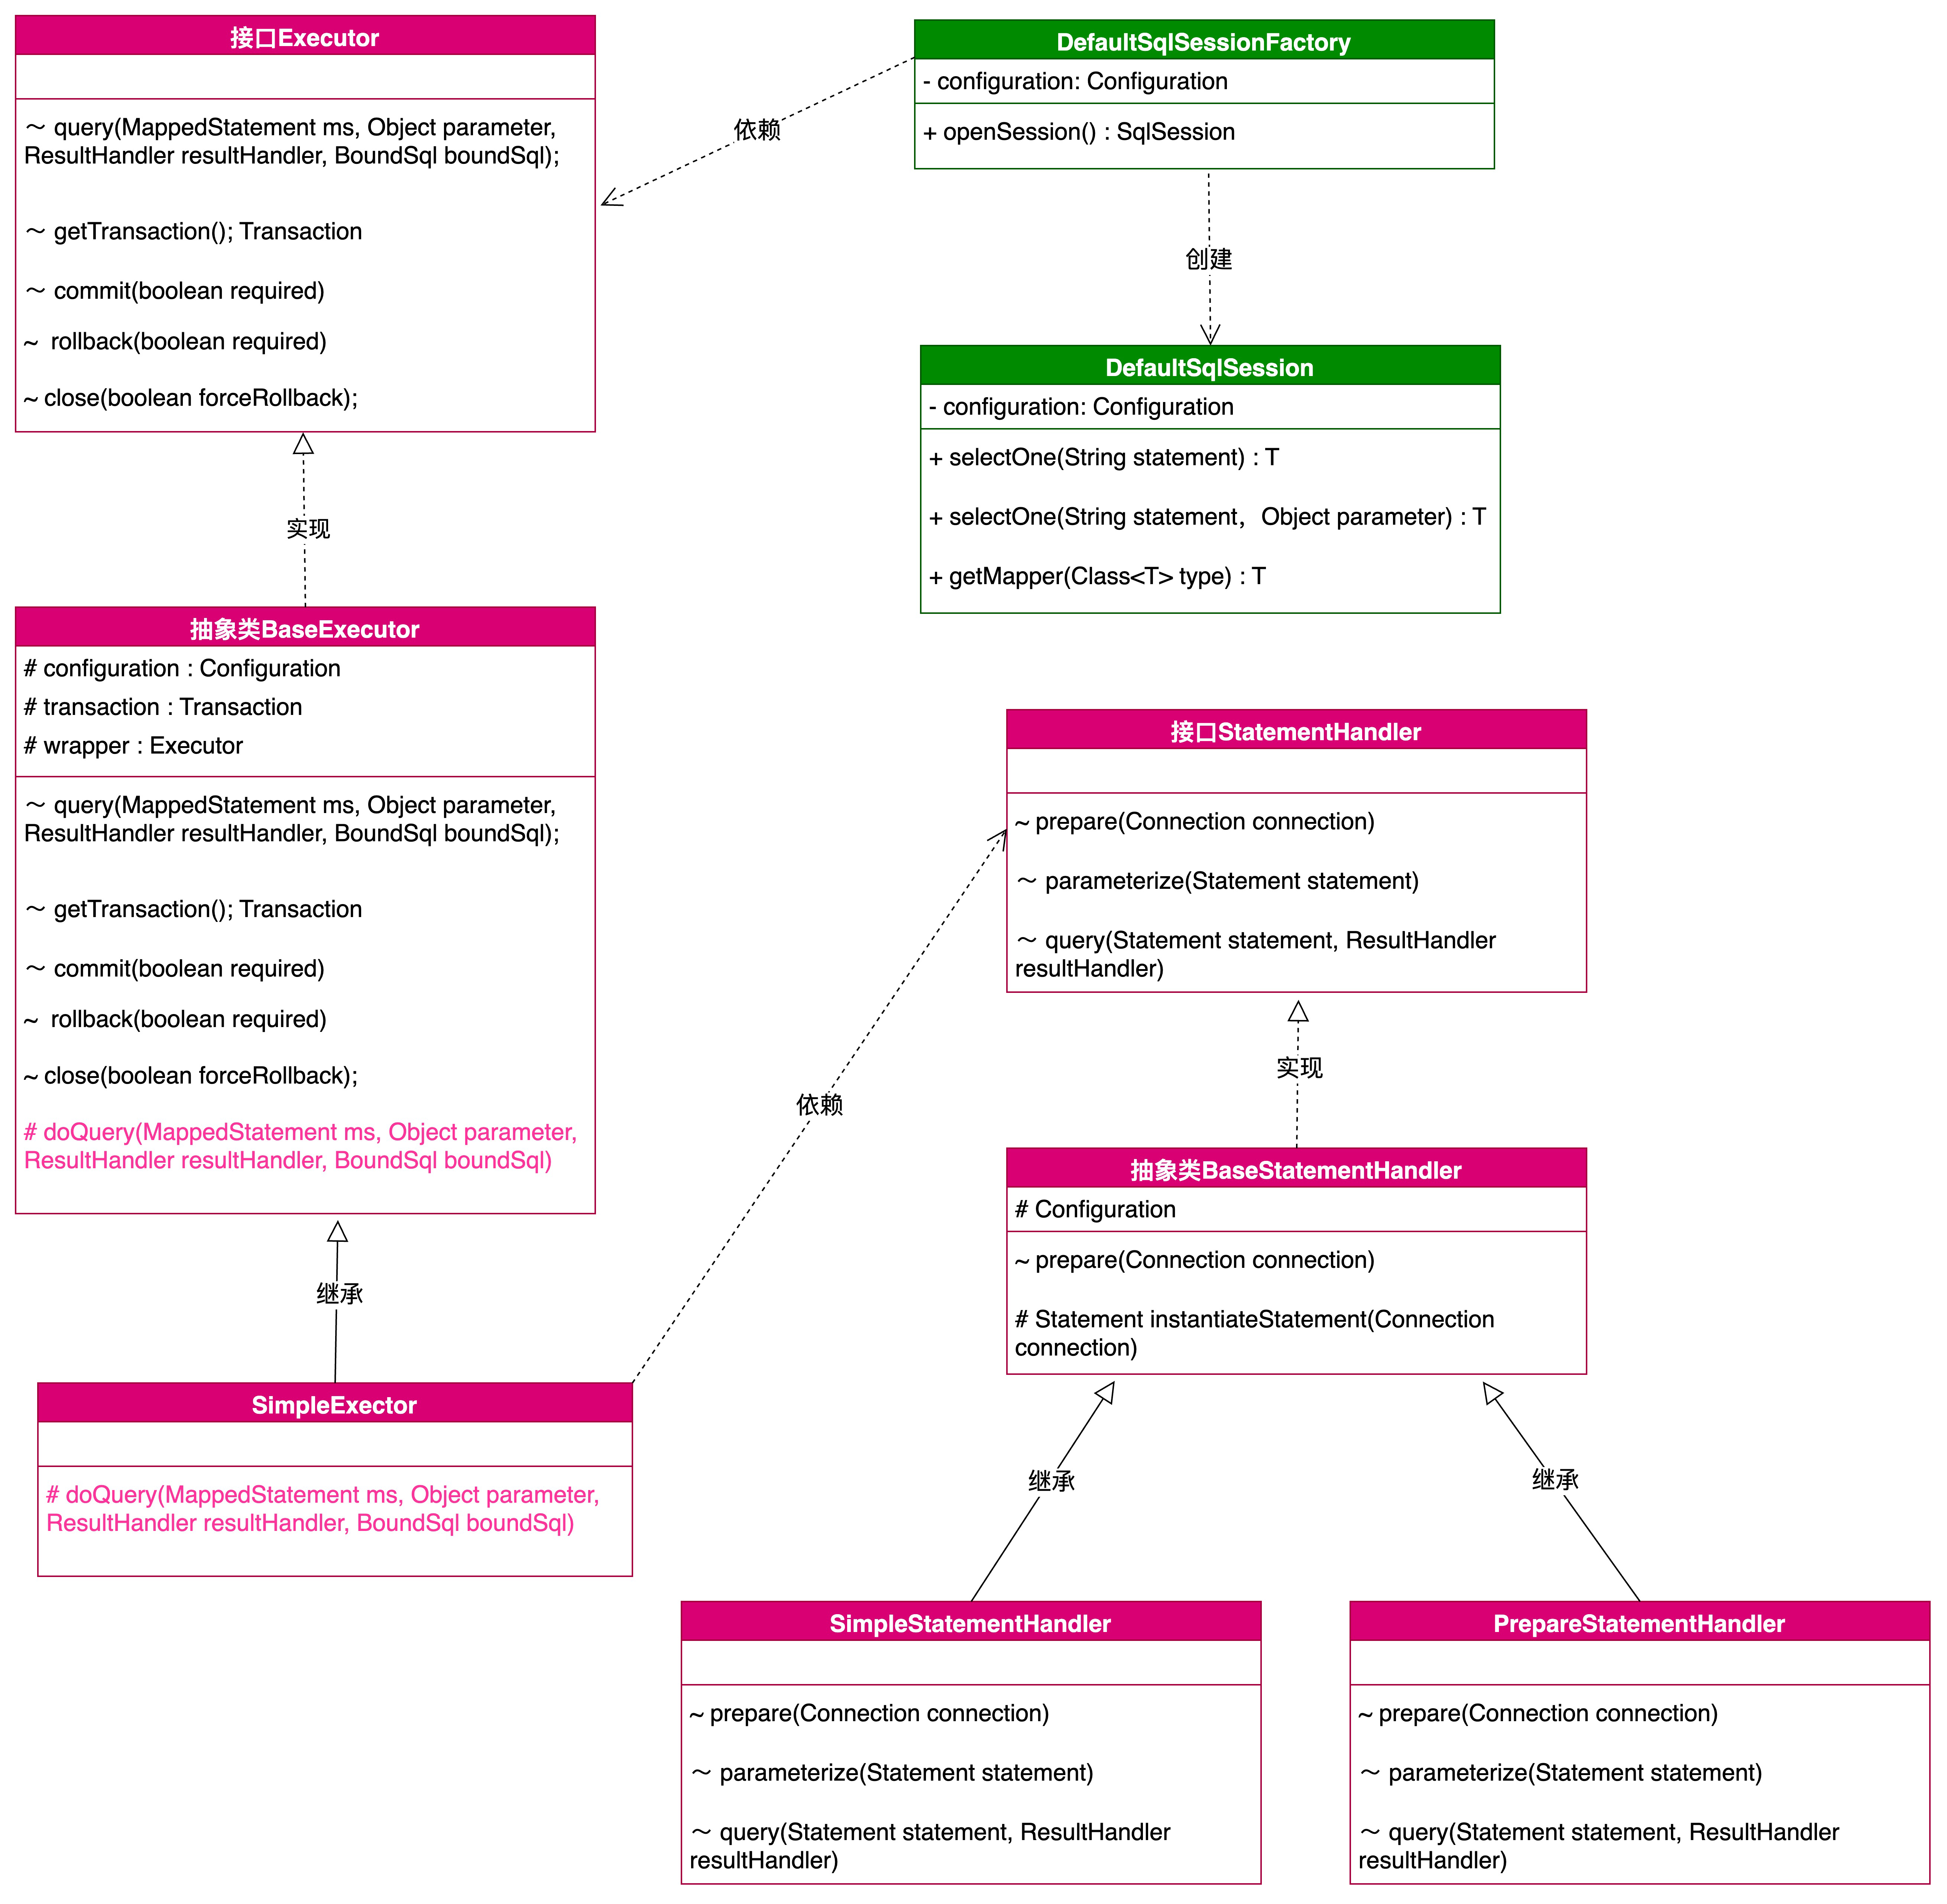 接口Executor
～ query(MappedStatement ms, Object parameter,
ResultHandler resultHandler, BoundSql boundSql);
～ getTransaction(); Transaction
～ commit(boolean required)
~ rollback(boolean required)
~ close(boolean forceRollback);
依赖
DefaultSqlSessionFactory
- configuration: Configuration
+ openSession() : SqlSession
创建
DefaultSqlSession
- configuration: Configuration
+ selectOne(String statement) : T
+ selectOne(String statement，Object parameter) : T
+ getMapper(Class<T> type) : T
实现
抽象类BaseExecutor
# configuration : Configuration
# transaction : Transaction
# wrapper : Executor
～ query(MappedStatement ms, Object parameter,
ResultHandler resultHandler, BoundSql boundSql);
～ getTransaction(); Transaction
～ commit(boolean required)
~ rollback(boolean required)
~ close(boolean forceRollback);
# doQuery(MappedStatement ms, Object parameter,
ResultHandler resultHandler, BoundSql boundSql)
继承
SimpleExector
# doQuery(MappedStatement ms, Object parameter,
ResultHandler resultHandler, BoundSql boundSql)
依赖
接口StatementHandler
~ prepare(Connection connection)
～ parameterize(Statement statement)
～ query(Statement statement, ResultHandler
resultHandler)
实现
抽象类BaseStatementHandler
# Configuration
~ prepare(Connection connection)
# Statement instantiateStatement(Connection
connection)
继承
继承
SimpleStatementHandler
~ prepare(Connection connection)
～ parameterize(Statement statement)
～ query(Statement statement, ResultHandler
resultHandler)
PrepareStatementHandler
~ prepare(Connection connection)
～ parameterize(Statement statement)
～ query(Statement statement, ResultHandler
resultHandler)